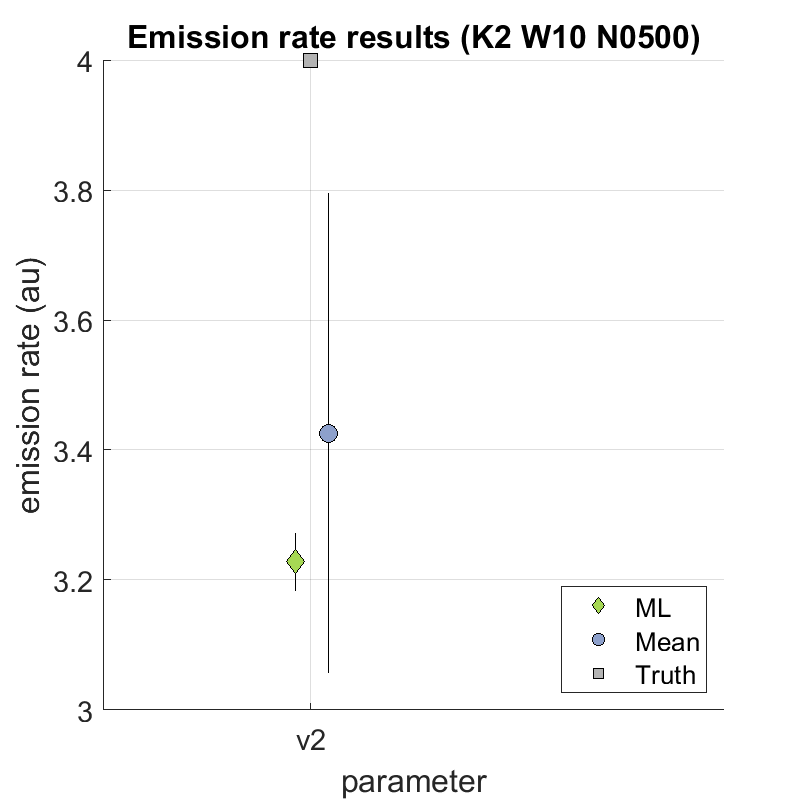 Emission rate results (K2 W10 N0500)
4
3.8
3.6
3.4
3.2
3
emission rate (au)
v2
parameter
ML
Mean
Truth